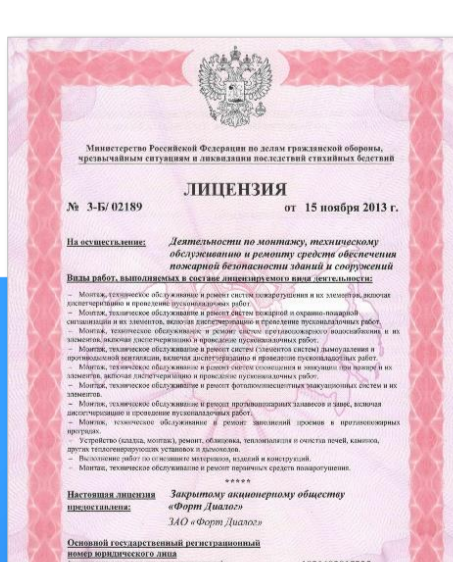 Министерство Российской Федерации по делам гражданской обороны,
чрезвычайным ситуациям и ликвидации последствий стихийных бедствий
ЛИЦЕНЗИЯ
№ 3-Б/ 02189 от 15 ноября 2013 г.
На осуществление: Деятельности по монтажу, техническому
обслуживанию и ремонту средств обеспечения
пожарной безопасности зданий и сооружений
Виды работ, выполняемых в составе лицензируемого вида деятельности:
– Монтаж, техническое обслуживание и ремонт систем пожаротушения и их элементов, включая
диспетчеризацию и проведение пусконаладочных работ.
– Монтаж, техническое обслуживание и ремонт систем пожарной и охранно-пожарной
сигнализации и их элементов, включая диспетчеризацию и проведение пусконаладочных работ.
– Монтаж, техническое обслуживание и ремонт систем противопожарного водоснабжения и их
элементов, включая диспетчеризацию и проведение пусконаладочных работ.
– Монтаж, техническое обслуживание и ремонт систем (элементов систем) дымоудаления и
противодымной вентиляции, включая диспетчеризацию и проведение пусконаладочных работ.
– Монтаж, техническое обслуживание и ремонт систем оповещения и эвакуации при пожаре и их
элементов, включая диспетчеризацию и проведение пусконаладочных работ.
– Монтаж, техническое обслуживание и ремонт фотолюминесцентных эвакуационных систем и их
элементов.
– Монтаж, техническое обслуживание и ремонт противопожарных занавесов и завес, включая
диспетчеризацию и проведение пусконаладочных работ.
– Монтаж, техническое обслуживание и ремонт заполнений проемов в противопожарных
преградах.
– Устройство (кладка, монтаж), ремонт, облицовка, теплоизоляция и очистка печей, каминов,
других теплогенерирующих установок и дымоходов.
– Выполнение работ по огнезащите материалов, изделий и конструкций.
– Монтаж, техническое обслуживание и ремонт первичных средств пожаротушения.
*****
Настоящая лицензия Закрытому акционерному обществу
предоставлена: «Форт Диалог»
ЗАО «Форт Диалог»
Основной государственный регистрационный
номер юридического лица